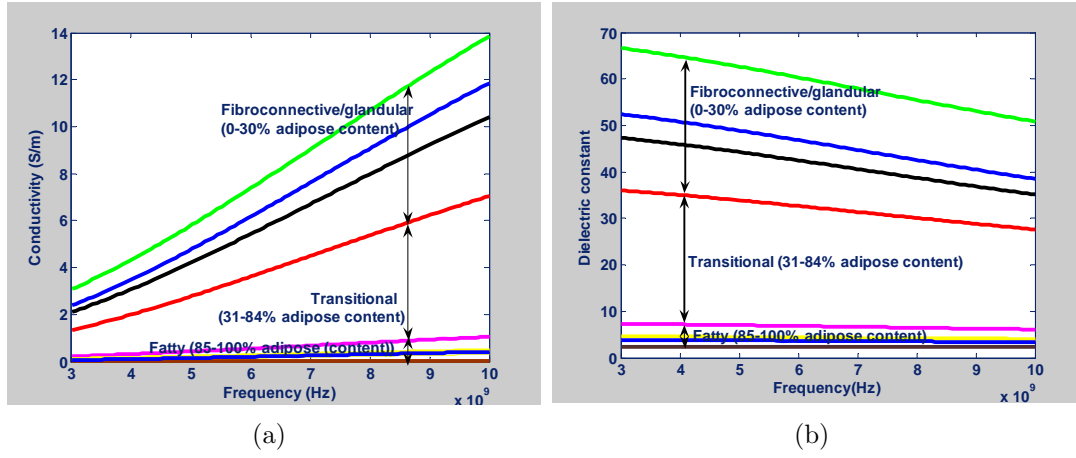 14
12
10
8
6
4
2
0
Conductivity (S/m)
Fibroconnective/glandular
(0-30% adipose content)
Transitional
(31-84% adipose content)
Fatty (85-100% adipose (content))
3 4 5 6 7 8 9 10
Frequency (Hz)
x 10^9
(a)
70
60
50
40
30
20
10
0
Dielectric constant
Fibroconnective/glandular
(0-30% adipose content)
Transitional (31-84% adipose content)
Fatty (85-100% adipose content)
3 4 5 6 7 8 9 10
Frequency(Hz)
x 10^9
(b)